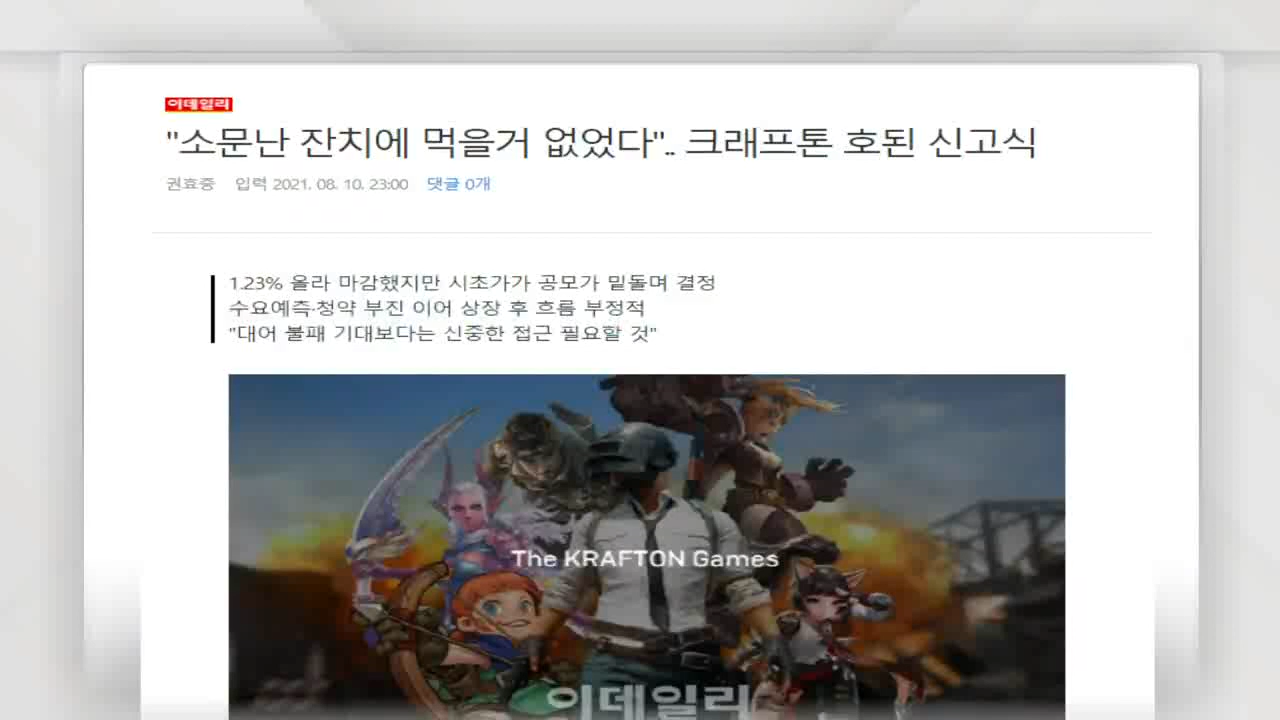 이데일리
"소문난 잔치에 먹을거 없었다".. 크래프톤 호된 신고식
권효중 입력 2021. 08. 10. 23:00 댓글 0개
1.23% 올라 마감했지만 시초가가 공모가 밑돌며 결정
수요예측·청약 부진 이어 상장 후 흐름 부정적
"대어 불패 기대보다는 신중한 접근 필요할 것"
The KRAFTON Games
이데일리